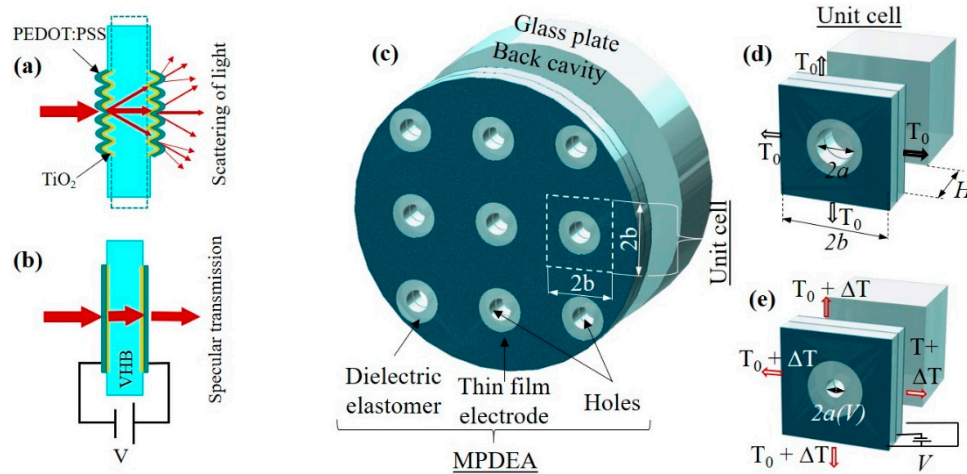 (a)
PEDOT:PSS
TiO2
Scattering of light
(b)
VHB
V
Specular transmission
(c)
Glass plate
Back cavity
2b
2b
Unit cell
Dielectric
elastomer
Thin film
electrode
Holes
MPDEA
Unit cell
(d)
T0
T0
T0
T0
2a
H
2b
(e)
T0 + ΔT
T0 + ΔT
T+
ΔT
2a(V)
T0 + ΔT
V